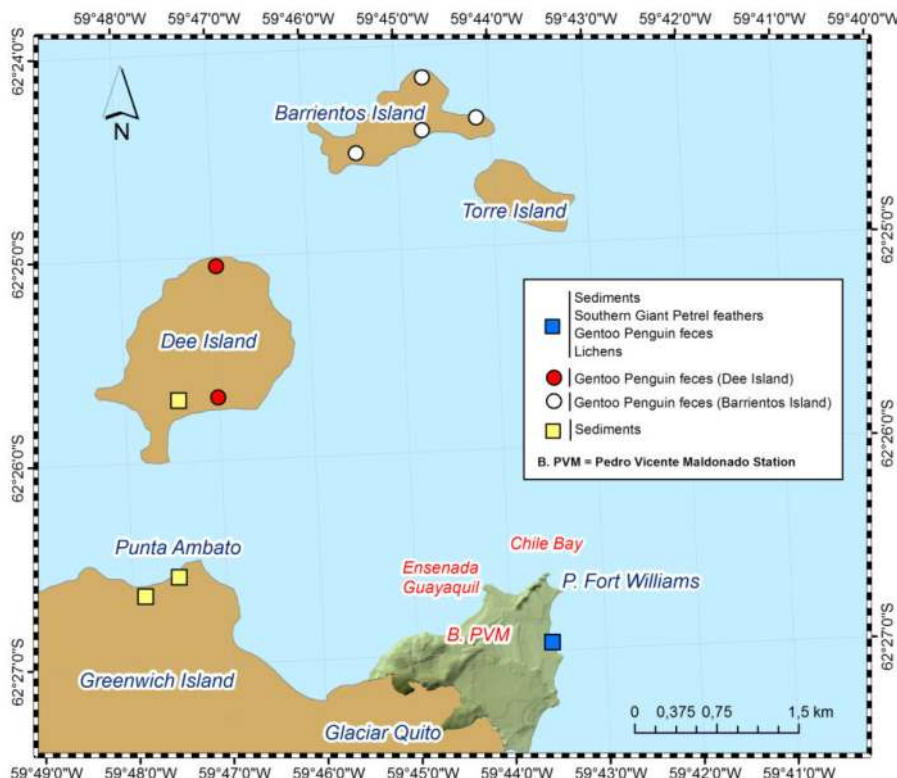 59°48'0"W 59°47'0"W 59°46'0"W 59°45'0"W 59°44'0"W 59°43'0"W 59°42'0"W 59°41'0"W 59°40'0"W
62°24'0"S
N
Barrientos Island
Torre Island
62°25'0"S
62°25'0"S
Dee Island
Sediments
Southern Giant Petrel feathers
Gentoo Penguin feces
Lichens
Gentoo Penguin feces (Dee Island)
Gentoo Penguin feces (Barrientos Island)
Sediments
B. PVM = Pedro Vicente Maldonado Station
62°26'0"S
62°26'0"S
Punta Ambato
Chile Bay
Ensenada
Guayaquil
P. Fort Williams
B. PVM
62°27'0"S
62°27'0"S
Greenwich Island
Glaciar Quito
0 0,375 0,75 1,5 km
59°49'0"W 59°48'0"W 59°47'0"W 59°46'0"W 59°45'0"W 59°44'0"W 59°43'0"W 59°42'0"W 59°41'0"W